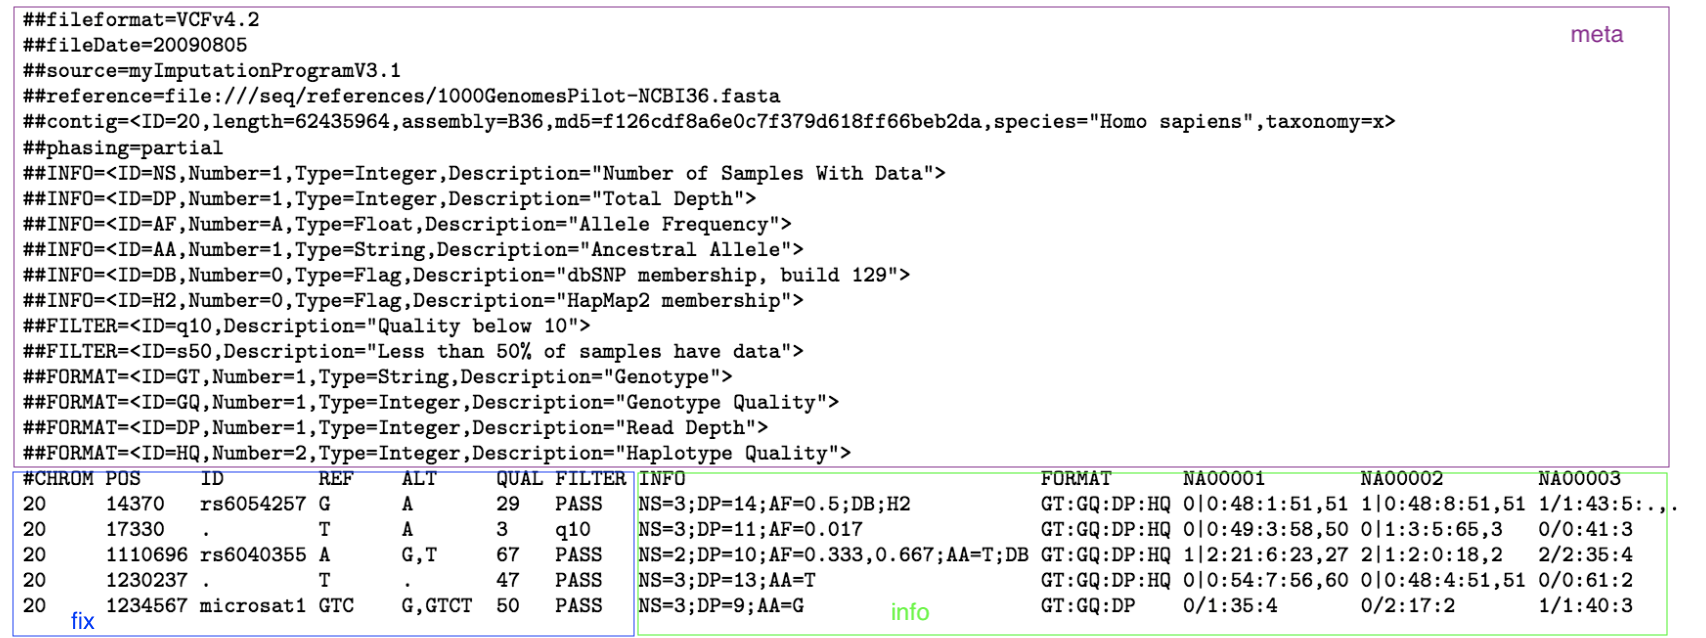 ##fileformat=VCFv4.2
meta
##fileDate=20090805
##source=myImputationProgramV3.1
##reference=file:///seq/references/1000GenomesPilot-NCBI36.fasta
##contig=<ID=20,length=62435964,assembly=B36,md5=f126cdf8a6e0c7f379d618ff66beb2da,species="Homo sapiens",taxonomy=x>
##phasing=partial
##INFO=<ID=NS,Number=1,Type=Integer,Description="Number of Samples With Data">
##INFO=<ID=DP,Number=1,Type=Integer,Description="Total Depth">
##INFO=<ID=AF,Number=A,Type=Float,Description="Allele Frequency">
##INFO=<ID=AA,Number=1,Type=String,Description="Ancestral Allele">
##INFO=<ID=DB,Number=0,Type=Flag,Description="dbSNP membership, build 129">
##INFO=<ID=H2,Number=0,Type=Flag,Description="HapMap2 membership">
##FILTER=<ID=q10,Description="Quality below 10">
##FILTER=<ID=s50,Description="Less than 50% of samples have data">
##FORMAT=<ID=GT,Number=1,Type=String,Description="Genotype">
##FORMAT=<ID=GQ,Number=1,Type=Integer,Description="Genotype Quality">
##FORMAT=<ID=DP,Number=1,Type=Integer,Description="Read Depth">
##FORMAT=<ID=HQ,Number=2,Type=Integer,Description="Haplotype Quality">
#CHROM POS ID REF ALT QUAL FILTER INFO FORMAT NA00001 NA00002 NA00003
20 14370 rs6054257 G A 29 PASS NS=3;DP=14;AF=0.5;DB;H2 GT:GQ:DP:HQ 0|0:48:1:51,51 1|0:48:8:51,51 1/1:43:5:.,.
20 17330 . T A 3 q10 NS=3;DP=11;AF=0.017 GT:GQ:DP:HQ 0|0:49:3:58,50 0|1:3:5:65,3 0/0:41:3
20 1110696 rs6040355 A G,T 67 PASS NS=2;DP=10;AF=0.333,0.667;AA=T;DB GT:GQ:DP:HQ 1|2:21:6:23,27 2|1:2:0:18,2 2/2:35:4
20 1230237 . T . 47 PASS NS=3;DP=13;AA=T GT:GQ:DP:HQ 0|0:54:7:56,60 0|0:48:4:51,51 0/0:61:2
20 1234567 microsat1 GTC G,GTCT 50 PASS NS=3;DP=9;AA=G GT:GQ:DP 0/1:35:4 0/2:17:2 1/1:40:3
fix
info